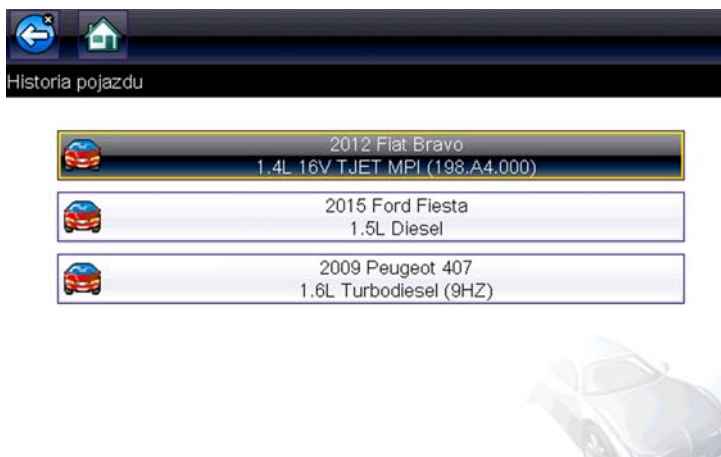 Historia pojazdu
2012 Fiat Bravo
1.4L 16V TJET MPI (198.A4.000)
2015 Ford Fiesta
1.5L Diesel
2009 Peugeot 407
1.6L Turbodiesel (9HZ)